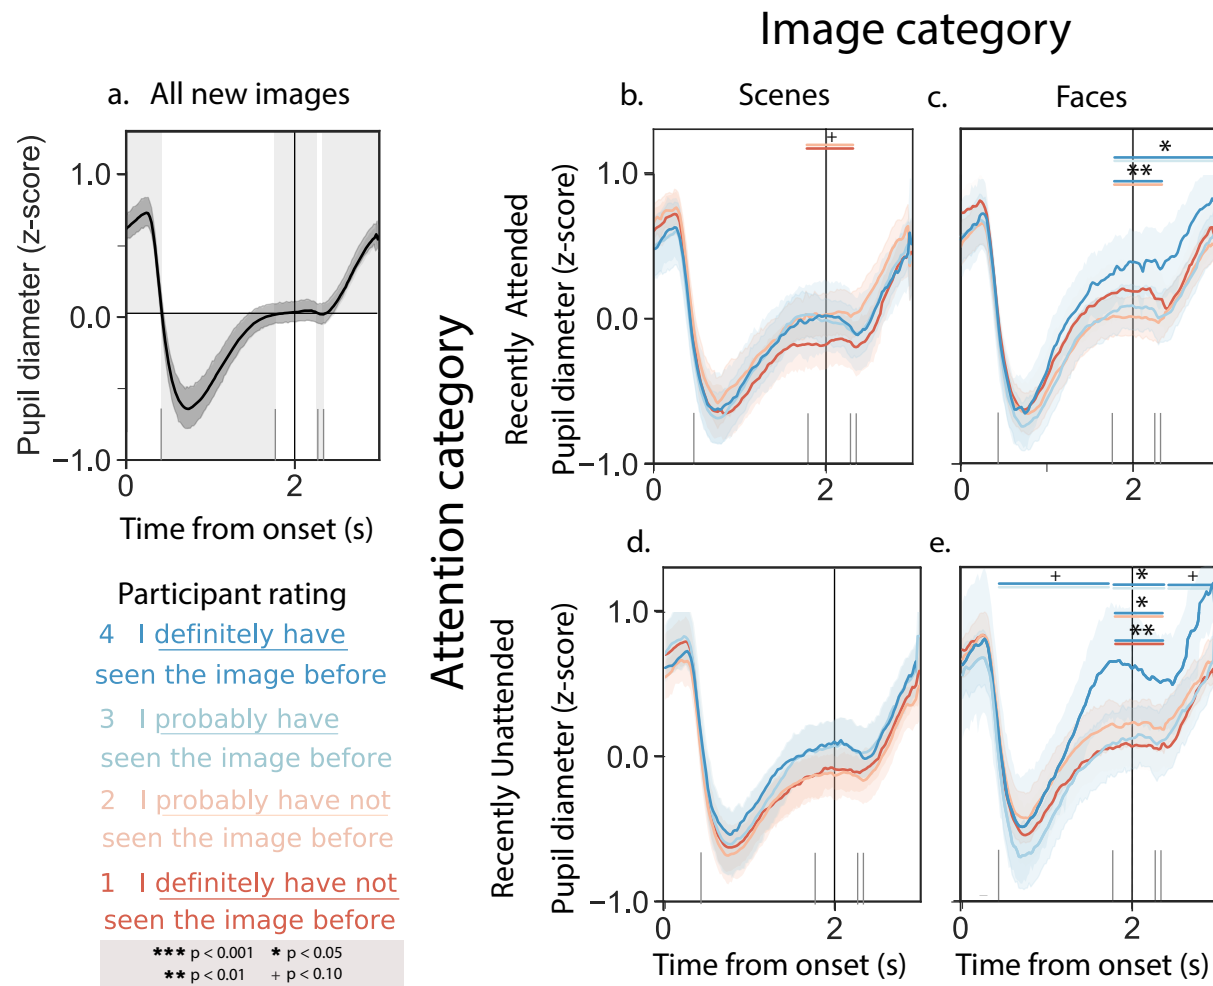 Image category
a. All new images
b. Scenes
c. Faces
Pupil diameter (z-score)
1.0
0.0
−1.0
0
2
Time from onset (s)
Attention category
Recently Attended
Pupil diameter (z-score)
1.0
0.0
−1.0
+
0
2
*
**
0
2
Participant rating
4 I definitely have
seen the image before
3 I probably have
seen the image before
2 I probably have not
seen the image before
1 I definitely have not
seen the image before
*** p < 0.001 * p < 0.05
** p < 0.01 + p < 0.10
d.
e.
Recently Unattended
Pupil diameter (z-score)
1.0
0.0
−1.0
0
2
Time from onset (s)
+ * +
*
**
0
2
Time from onset (s)